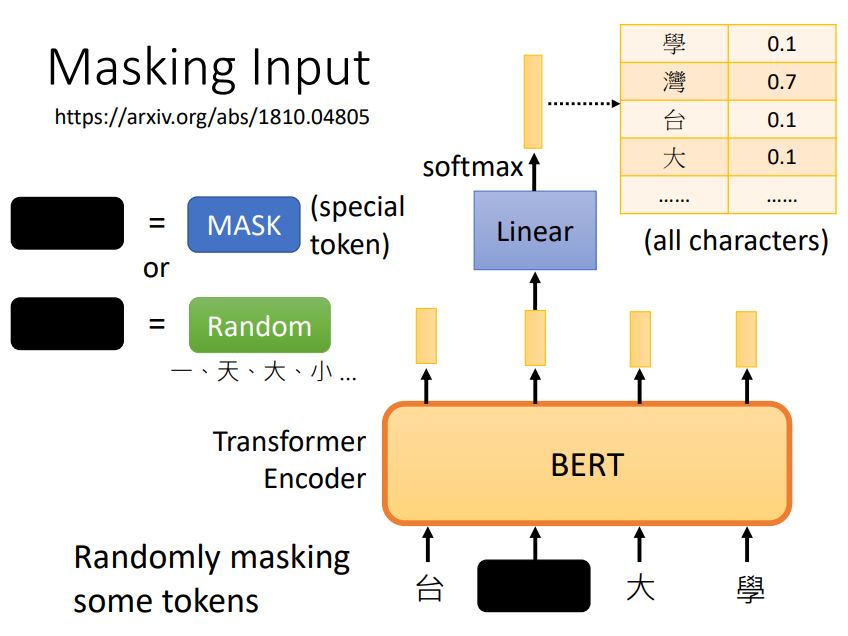 Masking Input
https://arxiv.org/abs/1810.04805
學 0.1
灣 0.7
台 0.1
大 0.1
…… ……
(all characters)
softmax
Linear
= MASK (special
token)
or
= Random
一、天、大、小 ...
Transformer
Encoder
BERT
Randomly masking
some tokens
台 大 學